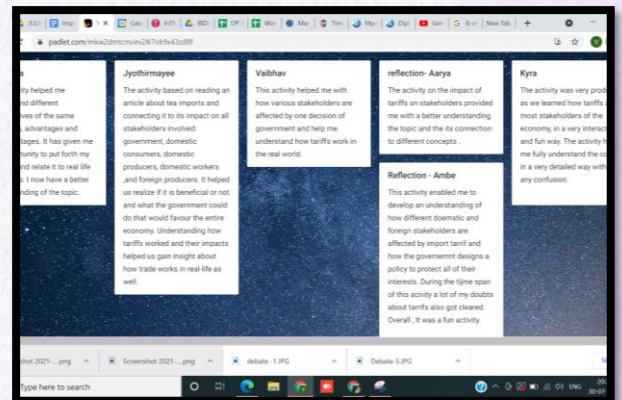 padlet.com/mkw2dmtcm/ev2lk7ok9x43zd8f
New Tab
ity helped me
nd different
ves of the same
, advantages and
tages. It has given me
tunity to put forth my
nd relate it to real life
s. I now have a better
nding of the topic.
Jyothirmayee
The activity based on reading an
article about tea imports and
connecting it to its impact on all
stakeholders involved:
government, domestic
consumers, domestic
producers, domestic workers
,and foreign producers. It helped
us realize if it is beneficial or not
and what the government could
do that would favour the entire
economy. Understanding how
tariffs worked and their impacts
helped us gain insight about
how trade works in real-life as
well.
Vaibhav
This activity helped me with
how various stakeholders are
affected by one decision of
government and help me
understand how tariffs work in
the real world.
reflection- Aarya
The activity on the impact of
tariffs on stakeholders provided
me with a better understanding
the topic and the its connection
to different concepts .
Reflection - Ambe
This activity enabled me to
develop an understanding of
how different doemstic and
foreign stakeholders are
affected by import tarrif and
how the governemnt designs a
policy to protect all of their
interests. During the tijme span
of this acivity a lot of my doubts
about tarrifs also got cleared.
Overall , It was a fun activity.
Kyra
The activity was very prod
as we learned how tariffs a
most stakeholders of the
economy, in a very interac
and fun way. The activity h
me fully understand the co
in a very detailed way with
any confusion.
shot 2021-....png
Screenshot 2021-....png
debate -1.JPG
Debate-5.JPG
Type here to search
ENG
30-07-